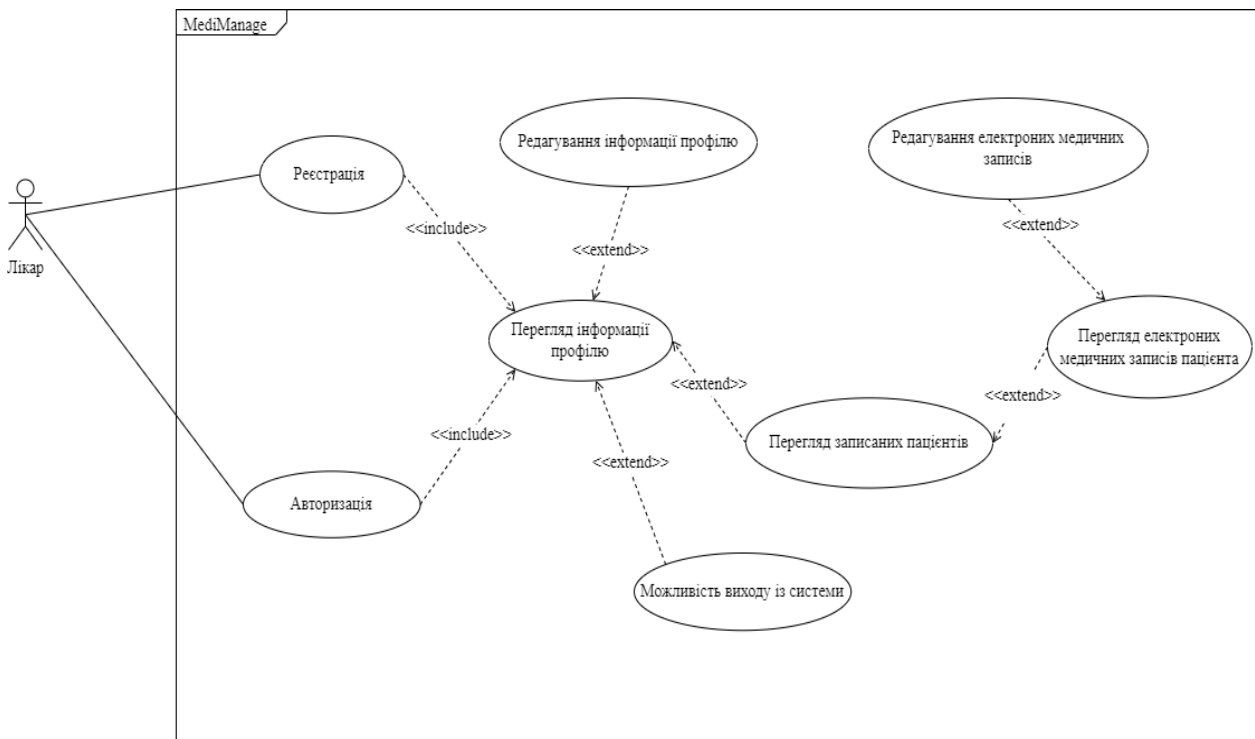 MediManage
Редагування інформації профілю
Редагування електроних медичних
записів
Реєстрація
<<include>>
<<extend>>
<<extend>>
Лікар
Перегляд інформації
профілю
Перегляд електроних
медичних записів пацієнта
<<extend>>
<<extend>>
<<include>>
Перегляд записаних пацієнтів
<<extend>>
Авторизація
Можливість виходу із системи